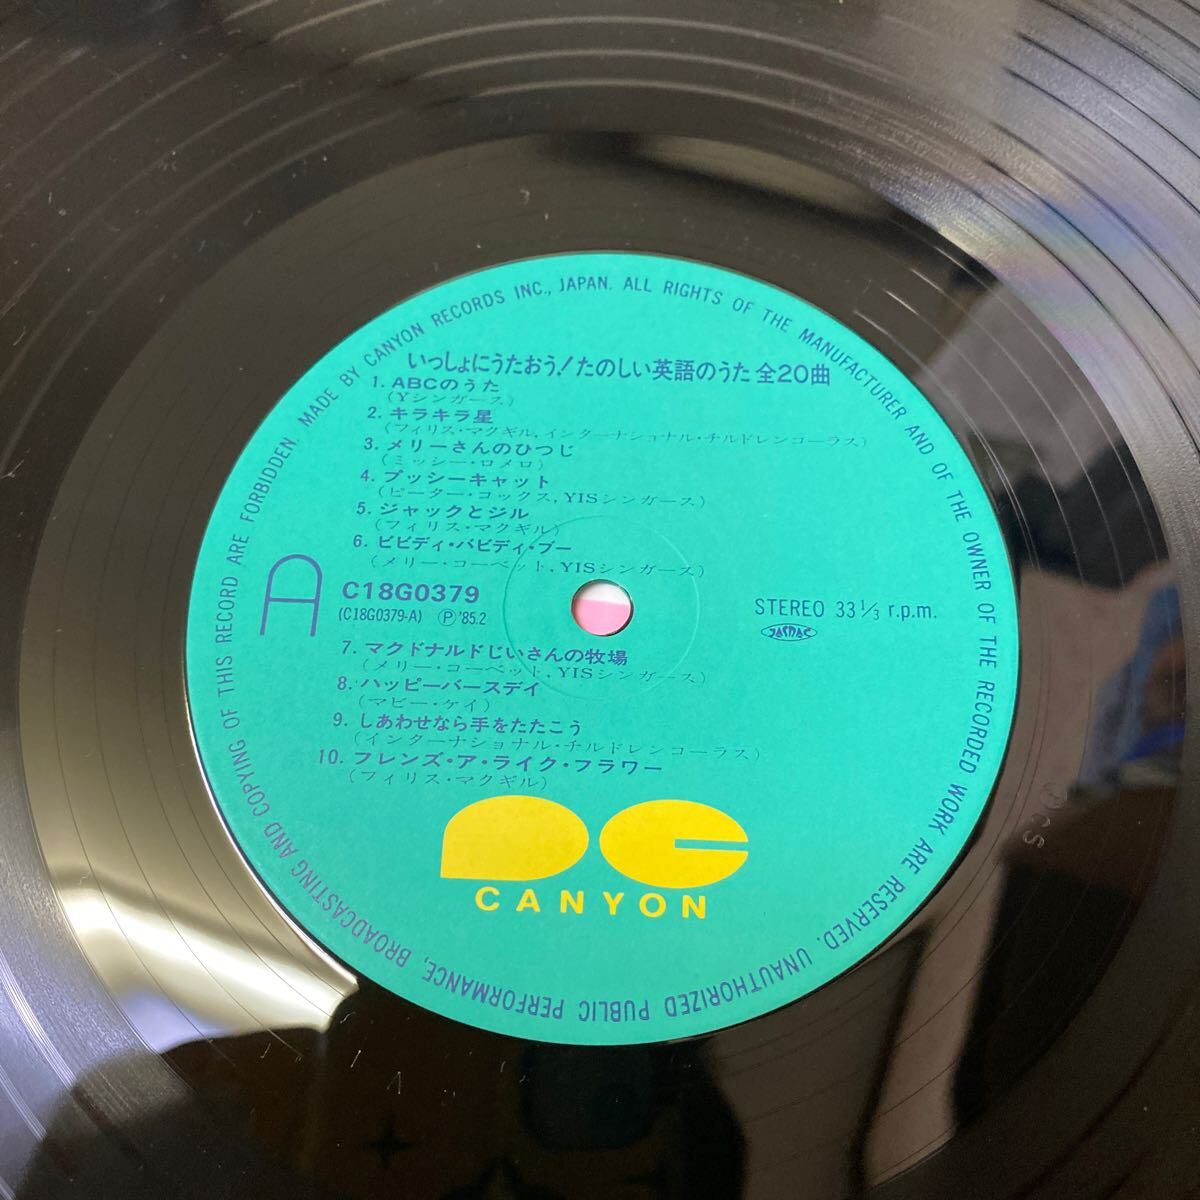 MADE BY CANYON RECORDS INC., JAPAN. ALL RIGHTS OF THE MANUFACTURER AND OF THE OWNER OF THE RECORDED WORK ARE RESERVED. UNAUTHORIZED PUBLIC PERFORMANCE, BROADCASTING AND COPYING OF THIS RECORD ARE FORBIDDEN.
いっしょにうたおう!たのしい英語のうた 全20曲
1. ABCのうた
(Yシンガース)
2. キラキラ星
(フィリス・マクギル,インターナショナル・チルドレンコーラス)
3. メリーさんのひつじ
(ミッシー・ロメロ)
4. プッシーキャット
(ピーター・コックス,YISシンガース)
5. ジャックとジル
(フィリス・マクギル)
6. ビビディ・バビディ・ブー
(メリー・コーベット,YISシンガース)
A
C18G0379
(C18G0379-A) Ⓟ'85.2
STEREO 33 1/3 r.p.m.
JASRAC
7. マクドナルドじいさんの牧場
(メリー・コーベット,YISシンガース)
8. ハッピーバースデイ
(マビー・ケイ)
9. しあわせなら手をたたこう
(インターナショナル・チルドレンコーラス)
10. フレンズ・ア・ライク・フラワー
(フィリス・マクギル)
PC
CANYON